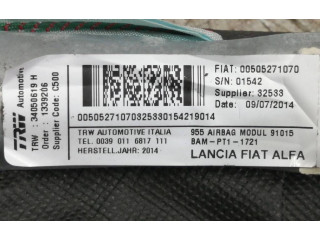 TRW Automotive
TRW : 34050619 H
Order : 1339206
Supplier Code: C500
FIAT: 00505271070
S/N: 01542
Supplier: 32533
Date: 09/07/2014
00505271070325330154219014
TRW AUTOMOTIVE ITALIA
TEL. 0039 011 6817 111
HERSTELL.JAHR: 2014
955 AIRBAG MODUL 91015
BAM-PT1-1721
LANCIA FIAT ALFA